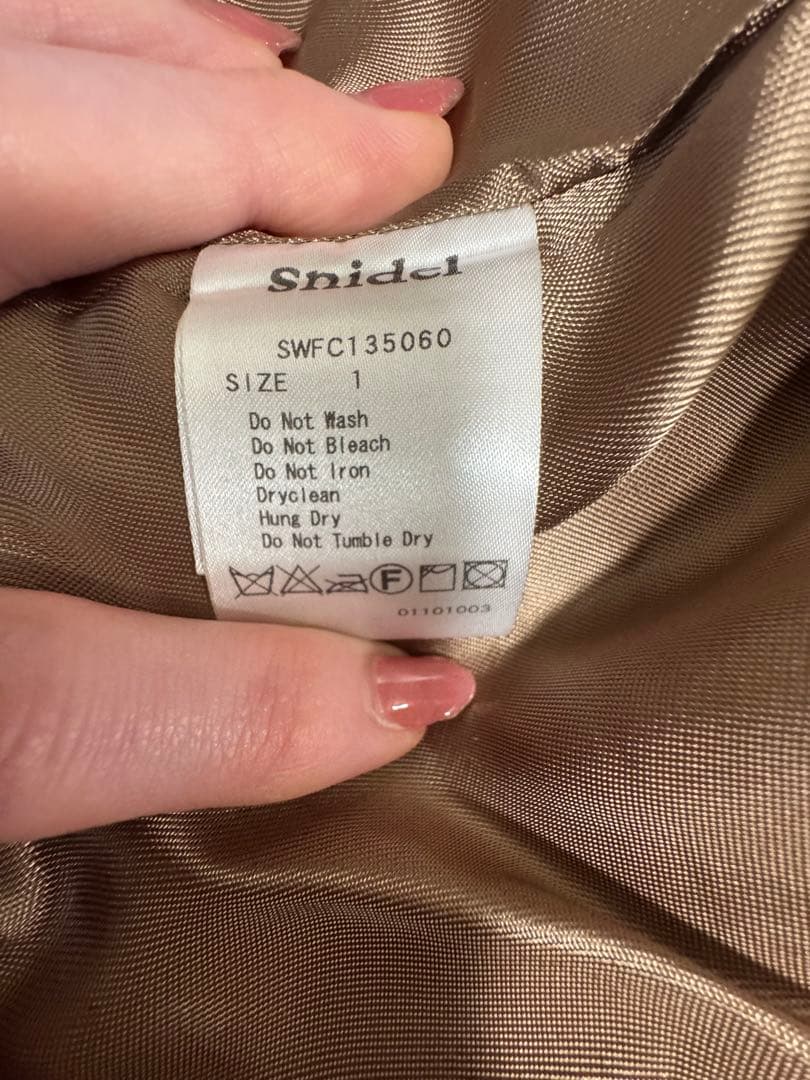 Snidel
SWFC135060
SIZE 1
Do Not Wash
Do Not Bleach
Do Not Iron
Dryclean
Hung Dry
Do Not Tumble Dry
F
01101003